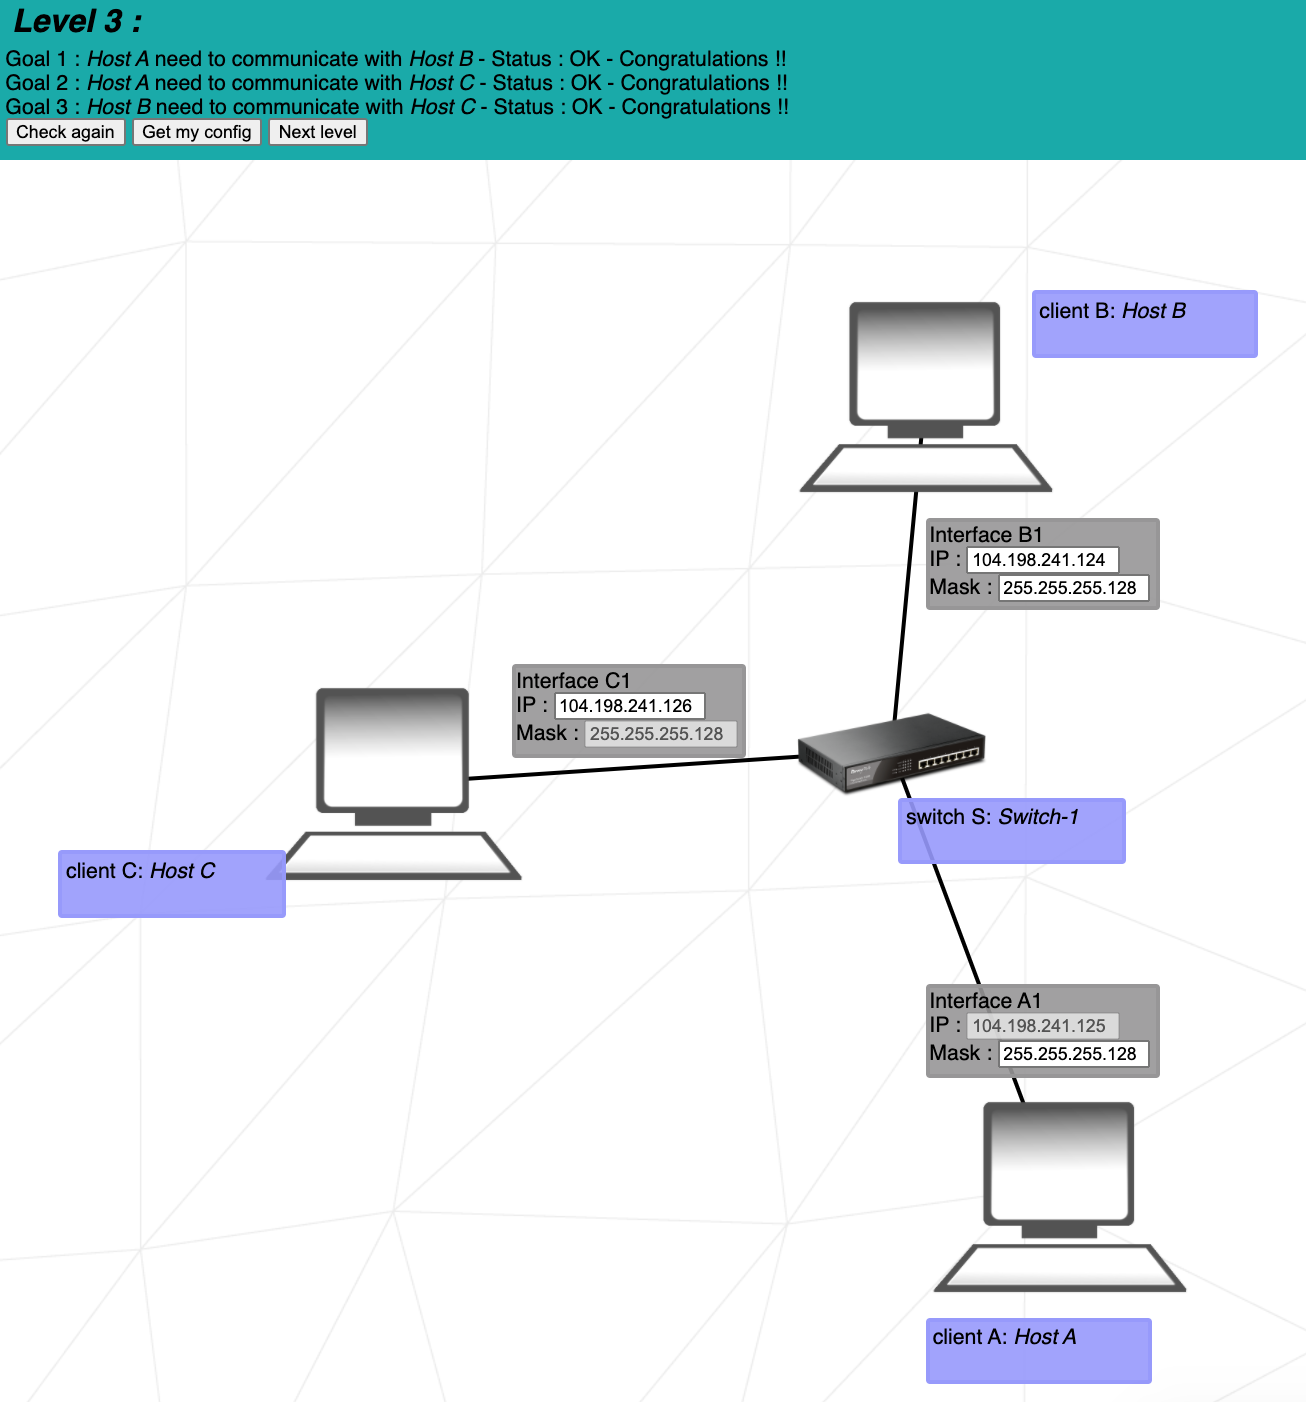 Level 3 :
Goal 1 : Host A need to communicate with Host B - Status : OK - Congratulations !!
Goal 2 : Host A need to communicate with Host C - Status : OK - Congratulations !!
Goal 3 : Host B need to communicate with Host C - Status : OK - Congratulations !!
Check again Get my config Next level
client B: Host B
Interface B1
IP : 104.198.241.124
Mask : 255.255.255.128
Interface C1
IP : 104.198.241.126
Mask : 255.255.255.128
switch S: Switch-1
client C: Host C
Interface A1
IP : 104.198.241.125
Mask : 255.255.255.128
client A: Host A